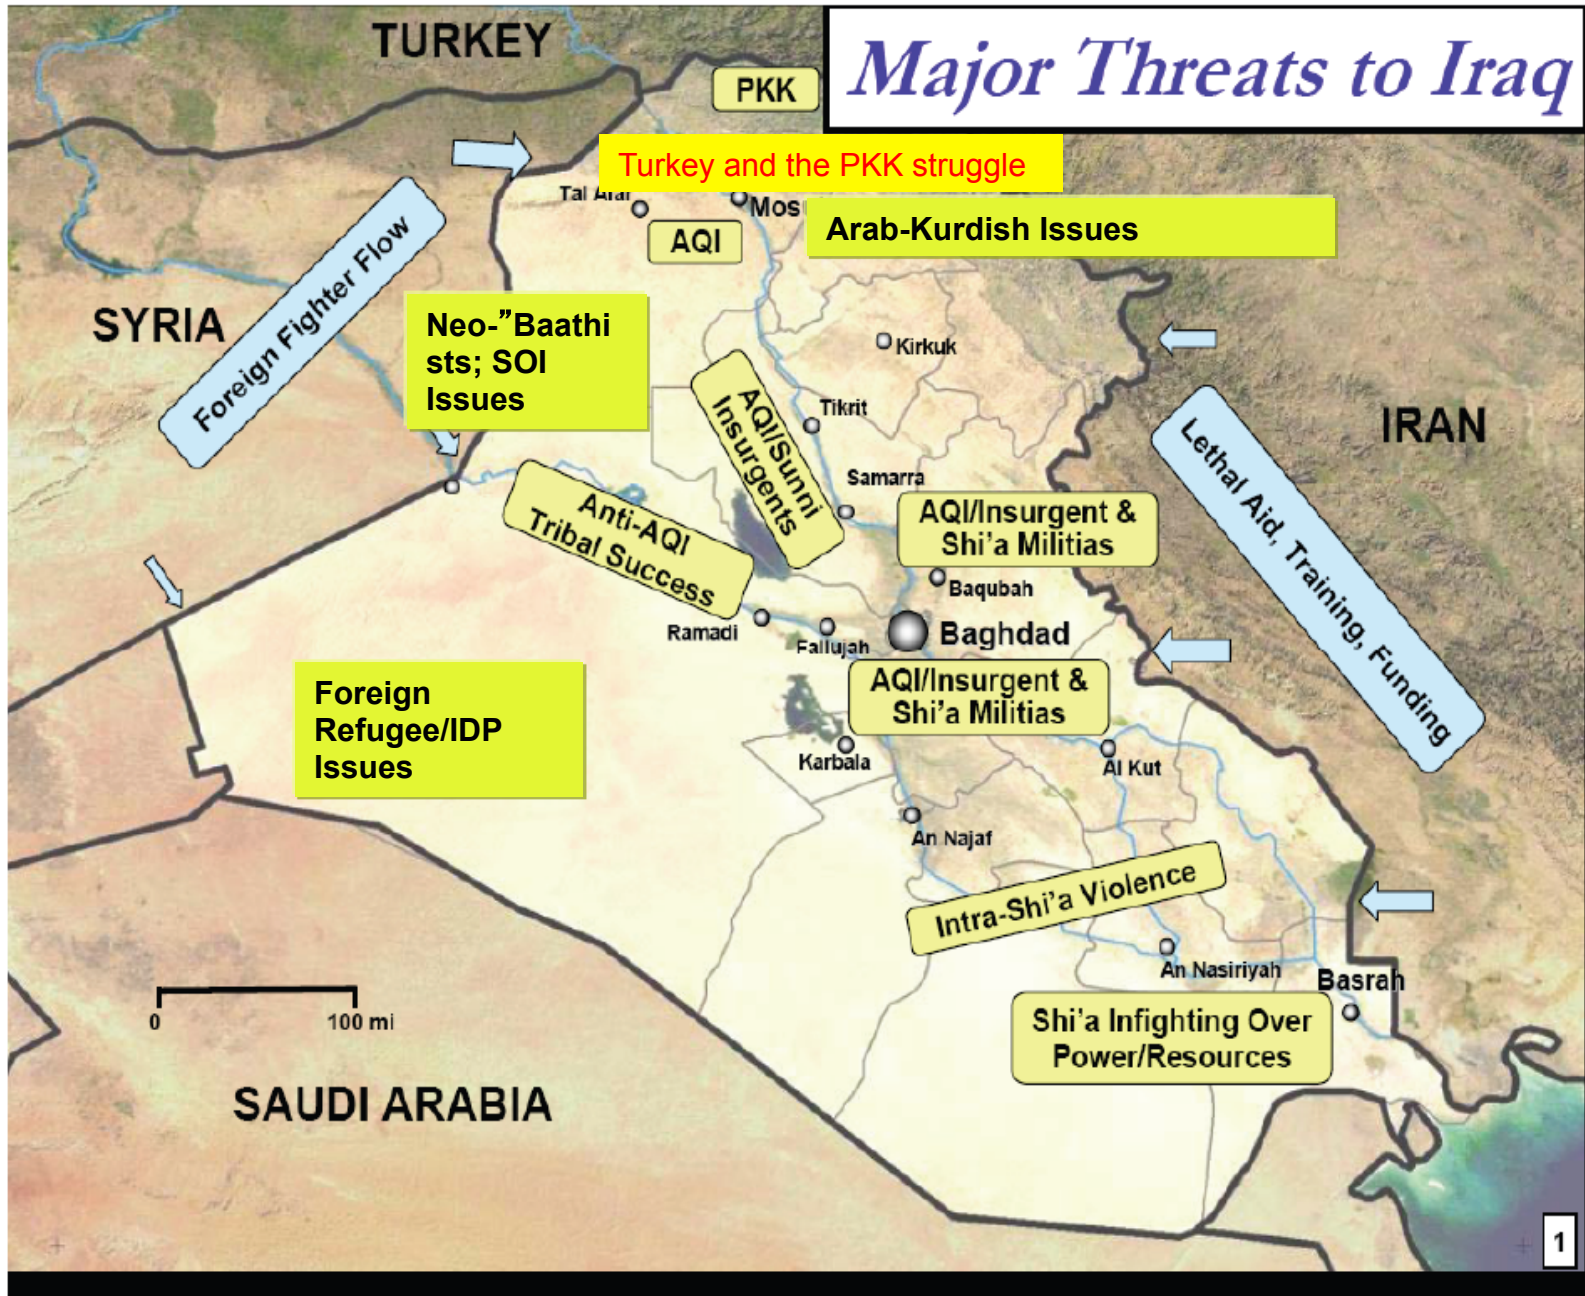 TURKEY
Major Threats to Iraq
PKK
Turkey and the PKK struggle
Tal Afar
Mos
Arab-Kurdish Issues
AQI
Foreign Fighter Flow
SYRIA
Neo-”Baathi
sts; SOI
Issues
Kirkuk
IRAN
AQI/Sunni
Insurgents
Tikrit
Samarra
Lethal Aid, Training, Funding
Anti-AQI
Tribal Success
AQI/Insurgent &
Shi'a Militias
Baqubah
Ramadi
Fallujah
Baghdad
AQI/Insurgent &
Shi'a Militias
Foreign
Refugee/IDP
Issues
Karbala
Al Kut
An Najaf
Intra-Shi'a Violence
An Nasiriyah
Basrah
Shi'a Infighting Over
Power/Resources
0 100 mi
SAUDI ARABIA
1